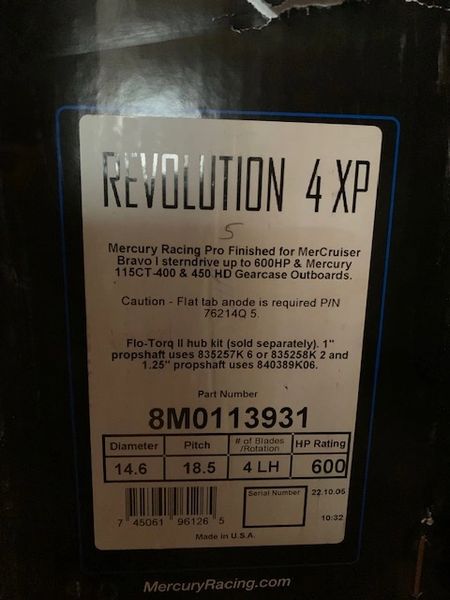 REVOLUTION 4 XP
5
Mercury Racing Pro Finished for MerCruiser
Bravo I sterndrive up to 600HP & Mercury
115CT-400 & 450 HD Gearcase Outboards.
Caution - Flat tab anode is required P/N
76214Q 5.
Flo-Torq II hub kit (sold separately). 1"
propshaft uses 835257K 6 or 835258K 2 and
1.25" propshaft uses 840389K06.
Part Number
8M0113931
Diameter Pitch # of Blades /Rotation HP Rating
14.6 18.5 4 LH 600
Serial Number 22.10.05
10:32
7 45061 96126 5
Made in U.S.A.
MercuryRacing.com